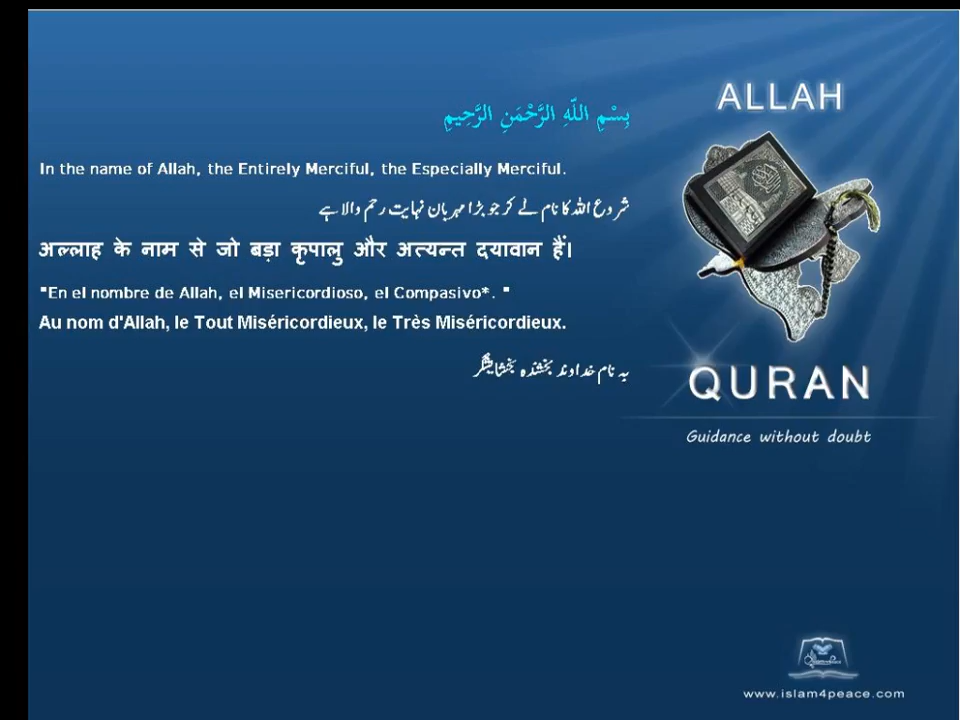 بِسْمِ اللّهِ الرَّحْمَنِ الرَّحِيمِ
In the name of Allah, the Entirely Merciful, the Especially Merciful.
شروع الله کا نام لے کر جو بڑا مہربان نہایت رحم والا ہے
अल्लाह के नाम से जो बड़ा कृपालु और अत्यन्त दयावान हैं।
"En el nombre de Allah, el Misericordioso, el Compasivo*. "
Au nom d'Allah, le Tout Miséricordieux, le Très Miséricordieux.
به نام خداوند بخشنده بخشایشگر
ALLAH
QURAN
Guidance without doubt
www.islam4peace.com